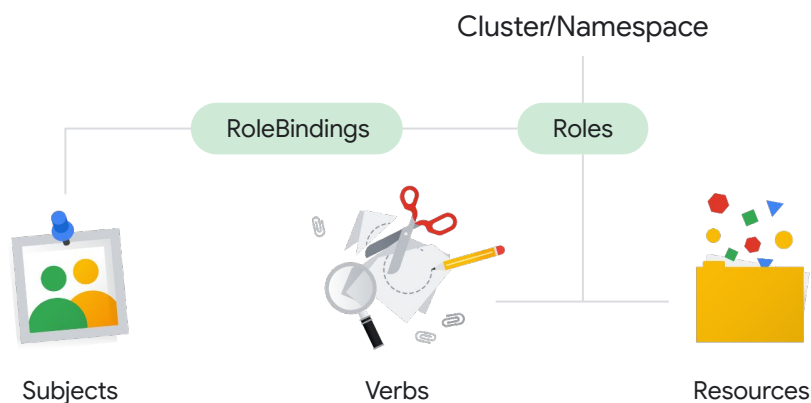 Cluster/Namespace
RoleBindings
Roles
Subjects
Verbs
Resources